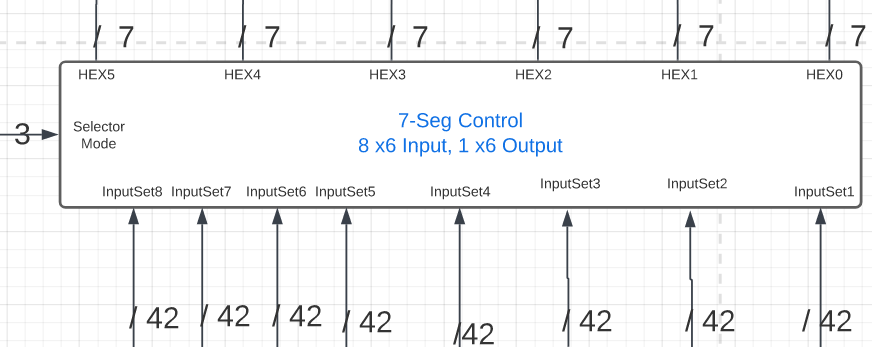 / 7 / 7 / 7 / 7 / 7 / 7
HEX5 HEX4 HEX3 HEX2 HEX1 HEX0
3
Selector
Mode
7-Seg Control
8 x6 Input, 1 x6 Output
InputSet8 InputSet7 InputSet6 InputSet5 InputSet4 InputSet3 InputSet2 InputSet1
/ 42 / 42 / 42 / 42 /42 / 42 / 42 / 42